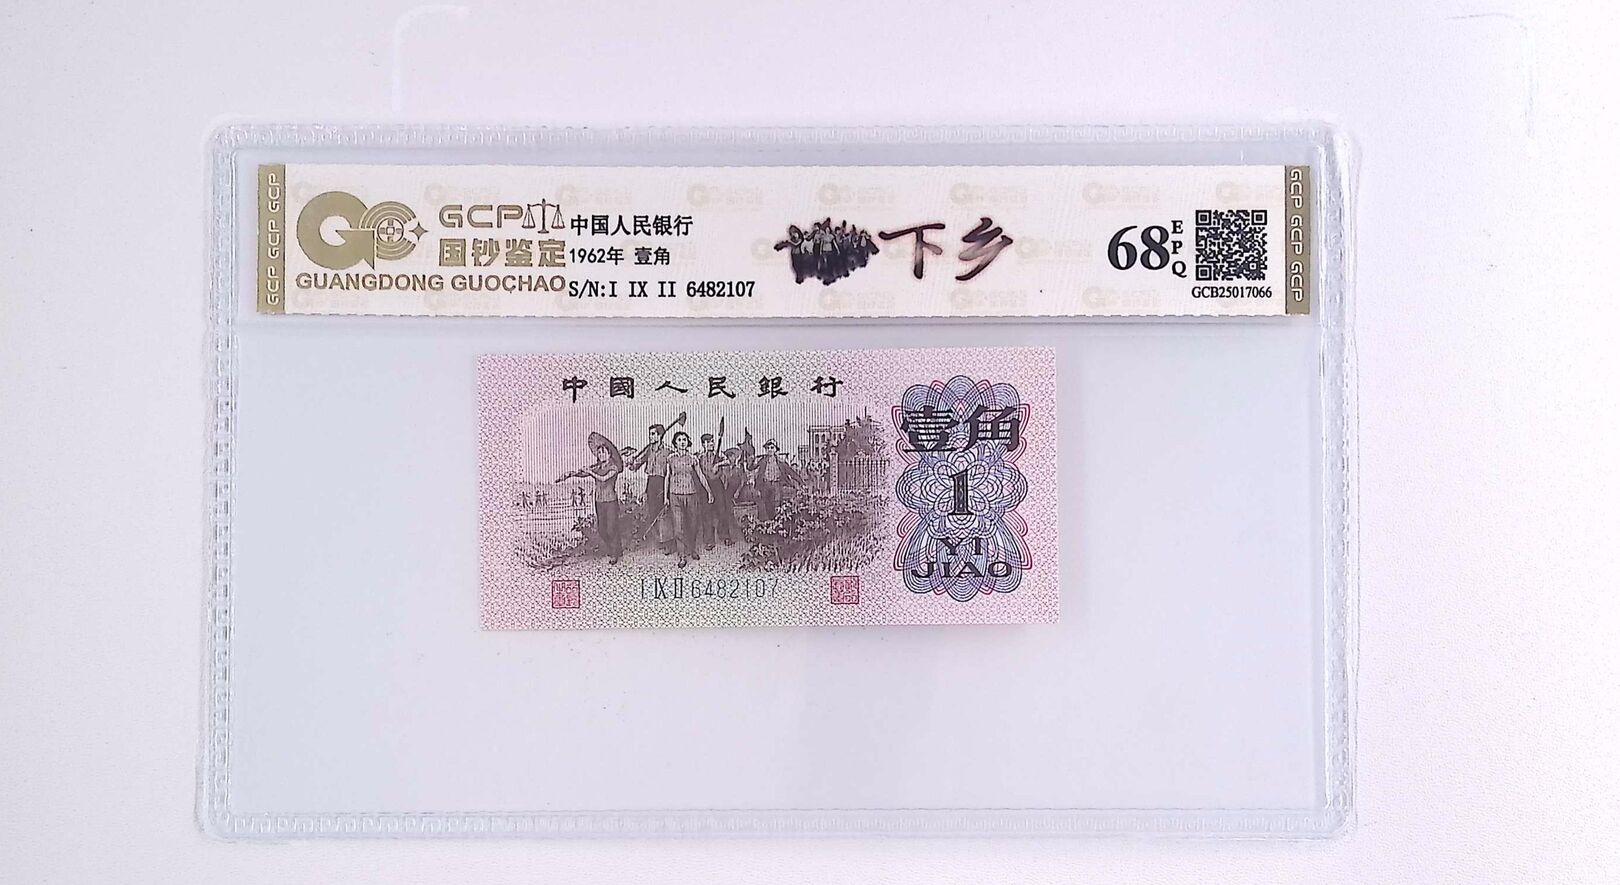 GCP GCP GCP
GCP
国钞鉴定
GUANGDONG GUOCHAO
中国人民银行
1962年 壹角
S/N:I IX II 6482107
下乡
68 EPQ
GCB25017066
GCP GCP GCP
中國人民銀行
壹角
1
YI
JIAO
I IX II 6482107